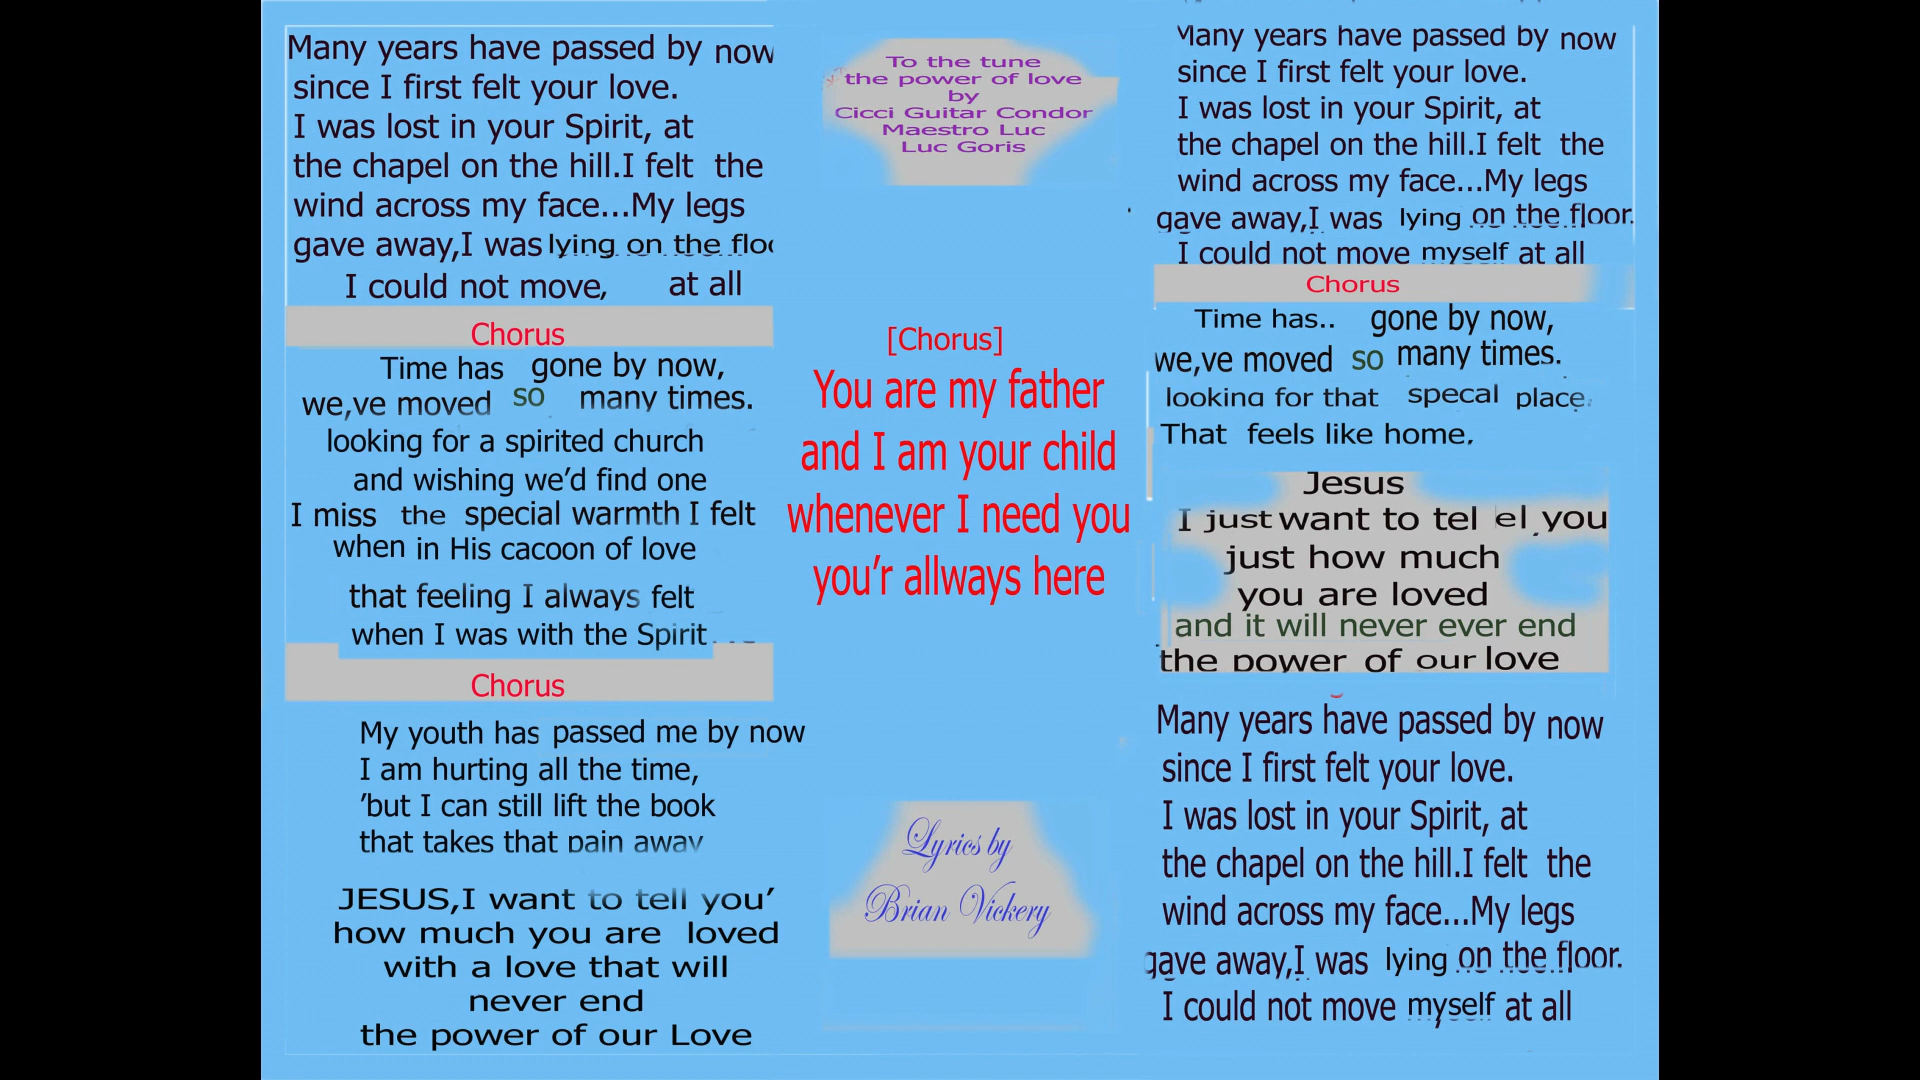 Many years have passed by now
since I first felt your love.
I was lost in your Spirit, at
the chapel on the hill.I felt the
wind across my face...My legs
gave away,I was lying on the floo
I could not move, at all
Chorus
Time has gone by now,
we,ve moved so many times.
looking for a spirited church
and wishing we’d find one
I miss the special warmth I felt
when in His cacoon of love
that feeling I always felt
when I was with the Spirit
Chorus
My youth has passed me by now
I am hurting all the time,
’but I can still lift the book
that takes that pain away
JESUS,I want to tell you’
how much you are loved
with a love that will
never end
the power of our Love
To the tune
the power of love
by
Cicci Guitar Condor
Maestro Luc
Luc Goris
[Chorus]
You are my father
and I am your child
whenever I need you
you’r allways here
Lyrics by
Brian Vickery
Many years have passed by now
since I first felt your love.
I was lost in your Spirit, at
the chapel on the hill.I felt the
wind across my face...My legs
gave away,I was lying on the floor.
I could not move myself at all
Chorus
Time has.. gone by now,
we,ve moved so many times.
looking for that specal place.
That feels like home,
Jesus
I just want to tel el you
just how much
you are loved
and it will never ever end
the power of our love
Many years have passed by now
since I first felt your love.
I was lost in your Spirit, at
the chapel on the hill.I felt the
wind across my face...My legs
gave away,I was lying on the floor.
I could not move myself at all